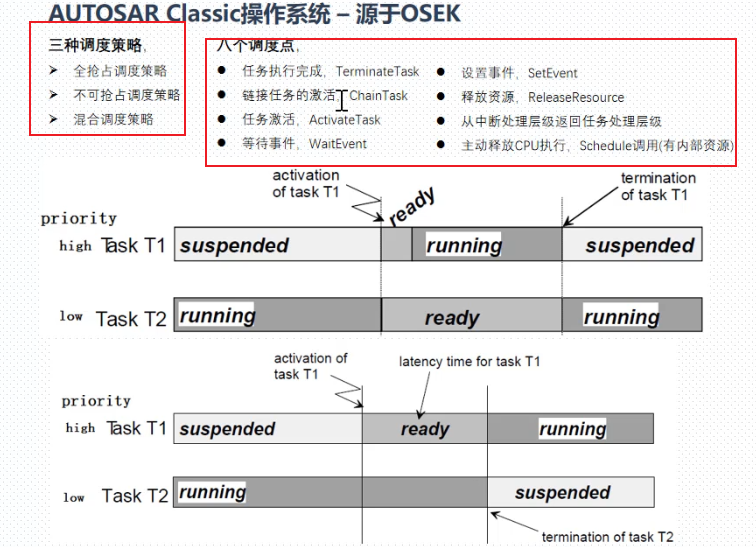 AUTOSAR Classic操作系统 – 源于OSEK
三种调度策略,
➢ 全抢占调度策略
➢ 不可抢占调度策略
➢ 混合调度策略
八个调度点,
● 任务执行完成, TerminateTask
● 链接任务的激活, ChainTask
● 任务激活, ActivateTask
● 等待事件, WaitEvent
● 设置事件, SetEvent
● 释放资源, ReleaseResource
● 从中断处理层级返回任务处理层级
● 主动释放CPU执行, Schedule调用(有内部资源)
activation
of task T1
ready
termination
of task T1
priority
high Task T1 suspended running suspended
low Task T2 running ready running
activation of
task T1
latency time for task T1
priority
high Task T1 suspended ready running
low Task T2 running suspended
termination of task T2